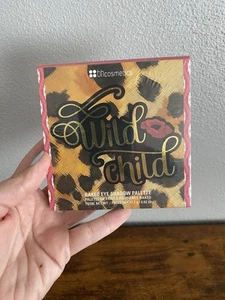 bhcosmetics
Wild
child
BAKED EYE SHADOW PALETTE